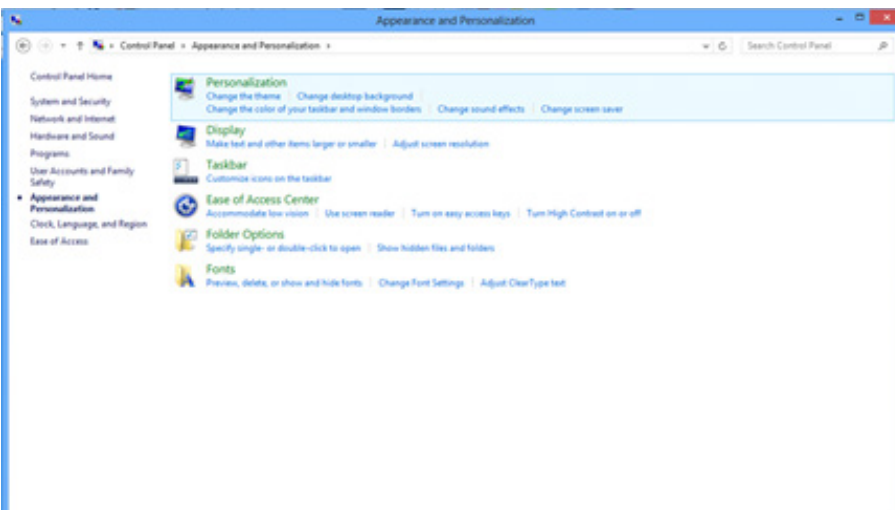 Appearance and Personalization
Control Panel ▸ Appearance and Personalization ▸
Search Control Panel
Control Panel Home
System and Security
Network and Internet
Hardware and Sound
Programs
User Accounts and Family
Safety
Appearance and
Personalization
Clock, Language, and Region
Ease of Access
Personalization
Change the theme | Change desktop background |
Change the color of your taskbar and window borders | Change sound effects | Change screen saver
Display
Make text and other items larger or smaller | Adjust screen resolution
Taskbar
Customize icons on the taskbar
Ease of Access Center
Accommodate low vision | Use screen reader | Turn on easy access keys | Turn High Contrast on or off
Folder Options
Specify single- or double-click to open | Show hidden files and folders
Fonts
Preview, delete, or show and hide fonts | Change Font Settings | Adjust ClearType text